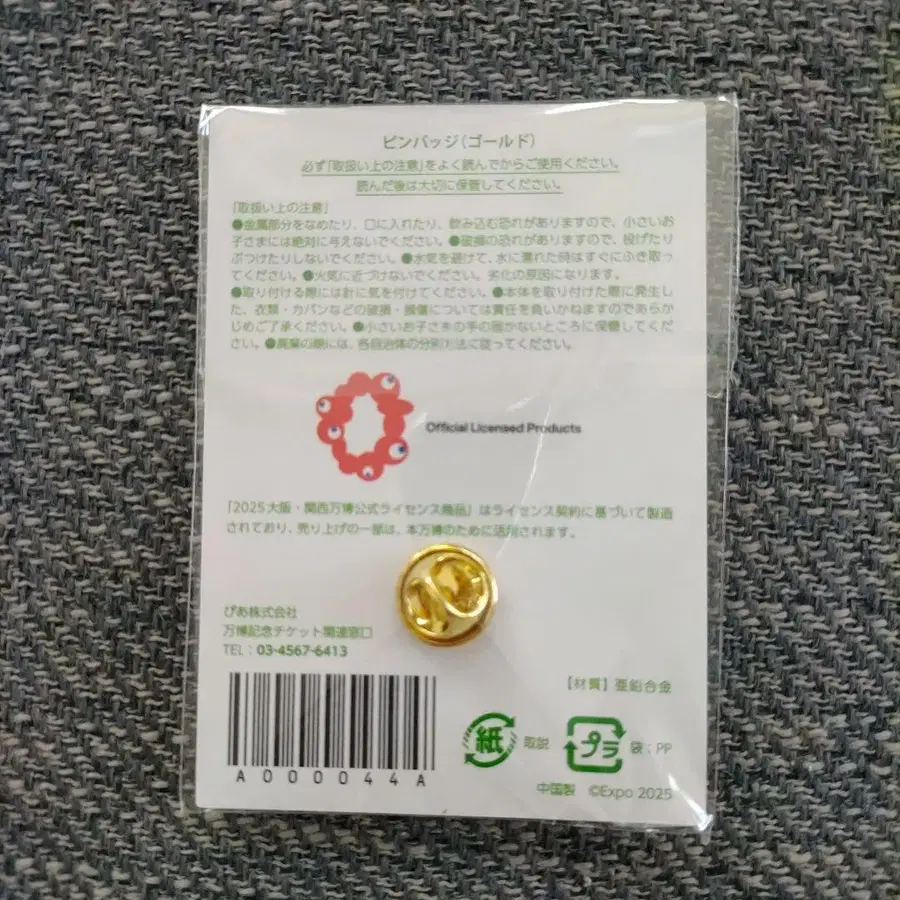 ピンバッジ(ゴールド)
必ず「取扱い上の注意」をよく読んでからご使用ください。
読んだ後は大切に保管してください。
「取扱い上の注意」
●金属部分をなめたり、口に入れたり、飲み込む恐れがありますので、小さいお
子さまには絶対に与えないでください。●破損の恐れがありますので、投げたり
ぶつけたりしないでください。●水気を避けて、水に濡れた時はすぐにふき取っ
てください。●火気に近づけないでください。劣化の原因になります。
●取り付ける際には針に気を付けてください。●本体を取り付けた際に発生し
た、衣類・カバンなどの破損・損傷については責任を負いかねますのであらか
じめご了承ください。●小さいお子さまの手の届かないところに保管してくだ
さい。●廃棄の際には、各自治体の分別方法に従ってください。
Official Licensed Products
「2025大阪・関西万博公式ライセンス商品」はライセンス契約に基づいて製造
されており、売り上げの一部は、本万博のために活用されます。
ぴあ株式会社
万博記念チケット関連窓口
TEL:03-4567-6413
【材質】亜鉛合金
A000044A
紙 取説 プラ 袋:PP
中国製 ©Expo 2025